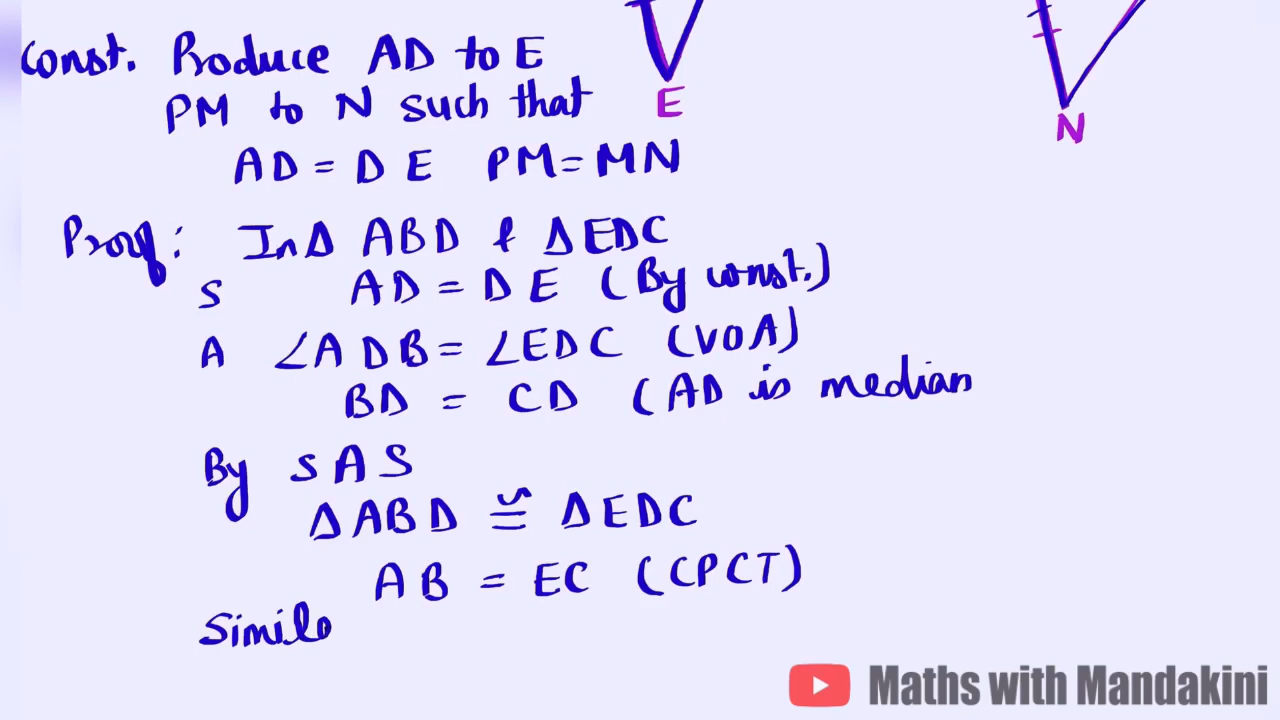 Const. Produce AD to E
PM to N such that
AD = DE PM = MN
E
N
Proof: In Δ ABD & Δ EDC
S AD = DE (By const.)
A ∠ADB = ∠EDC (VOA)
BD = CD (AD is median
By SAS
Δ ABD ≅ Δ EDC
AB = EC (CPCT)
Simila
Maths with Mandakini